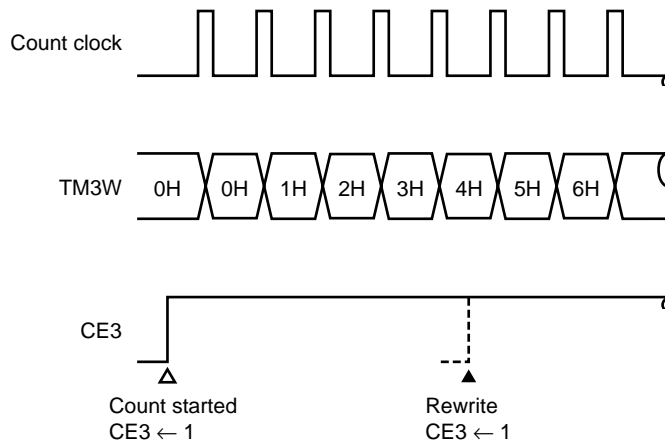 Count clock
TM3W
0H 0H 1H 2H 3H 4H 5H 6H
CE3
Count started
CE3 ← 1
Rewrite
CE3 ← 1